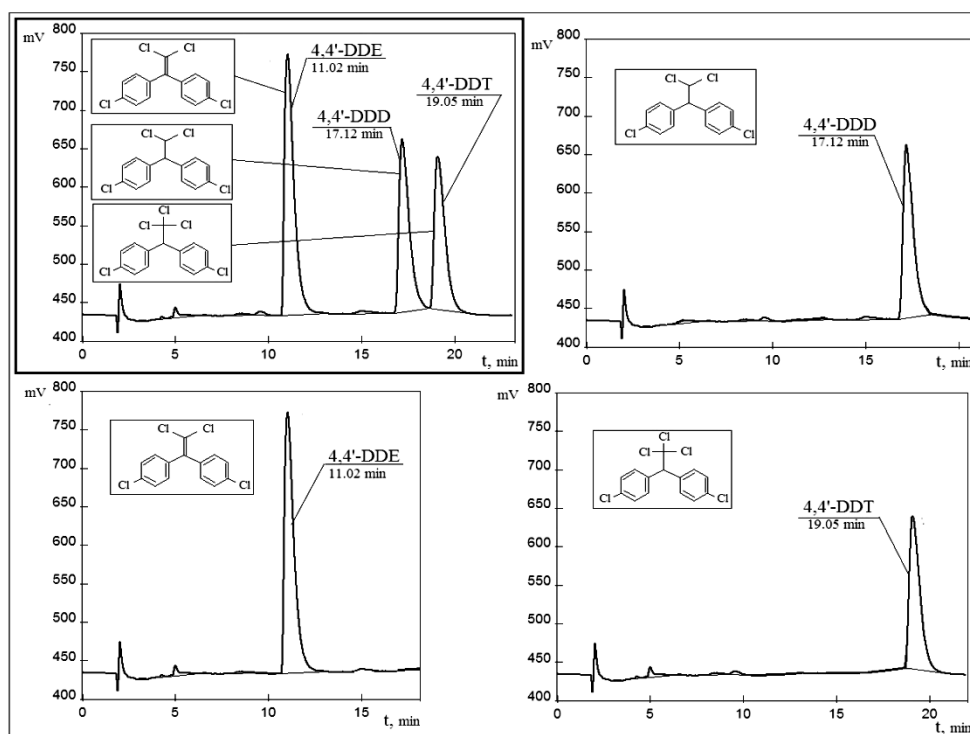 mV
800
750
700
650
600
550
500
450
400
0
5
10
15
20
t, min
Cl Cl
Cl Cl
4,4'-DDE
11.02 min
Cl Cl
Cl Cl
4,4'-DDD
17.12 min
Cl
Cl Cl
Cl Cl
4,4'-DDT
19.05 min
mV
800
750
700
650
600
550
500
450
400
0
5
10
15
20
t, min
Cl Cl
Cl Cl
4,4'-DDD
17.12 min
mV
800
750
700
650
600
550
500
450
400
0
5
10
15
t, min
Cl Cl
Cl Cl
4,4'-DDE
11.02 min
mV
800
750
700
650
600
550
500
450
400
0
5
10
15
20
t, min
Cl
Cl Cl
Cl Cl
4,4'-DDT
19.05 min